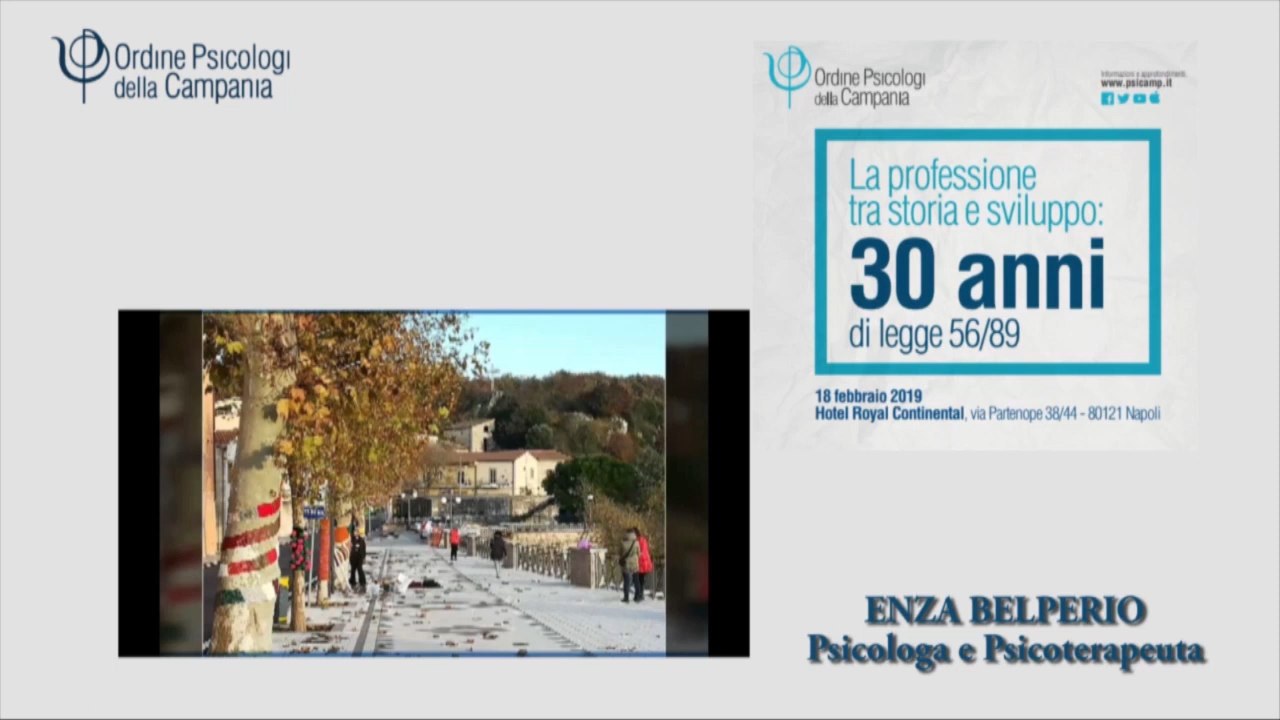 Ordine Psicologi
della Campania
Ordine Psicologi
della Campania
Informazioni e approfondimenti:
www.psicamp.it
La professione
tra storia e sviluppo:
30 anni
di legge 56/89
18 febbraio 2019
Hotel Royal Continental, via Partenope 38/44 - 80121 Napoli
ENZA BELPERIO
Psicologa e Psicoterapeuta